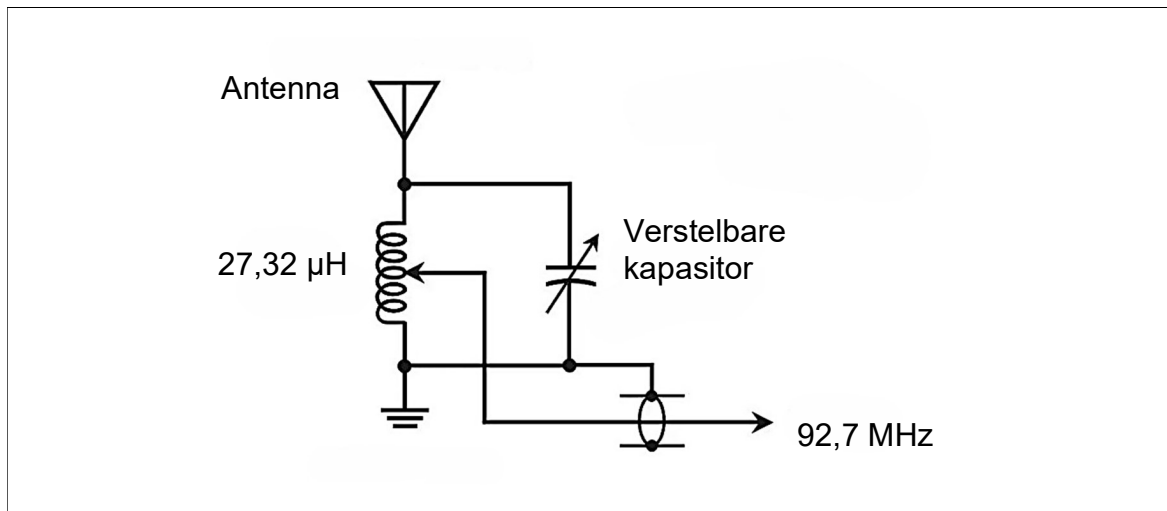 Antenna
Verstelbare
kapasitor
27,32 µH
92,7 MHz